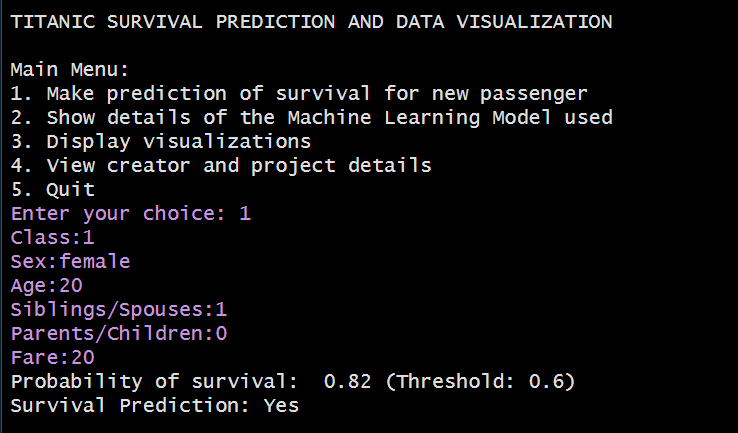 TITANIC SURVIVAL PREDICTION AND DATA VISUALIZATION
Main Menu:
1. Make prediction of survival for new passenger
2. Show details of the Machine Learning Model used
3. Display visualizations
4. View creator and project details
5. Quit
Enter your choice: 1
Class:1
Sex:female
Age:20
Siblings/Spouses:1
Parents/Children:0
Fare:20
Probability of survival:  0.82 (Threshold: 0.6)
Survival Prediction: Yes